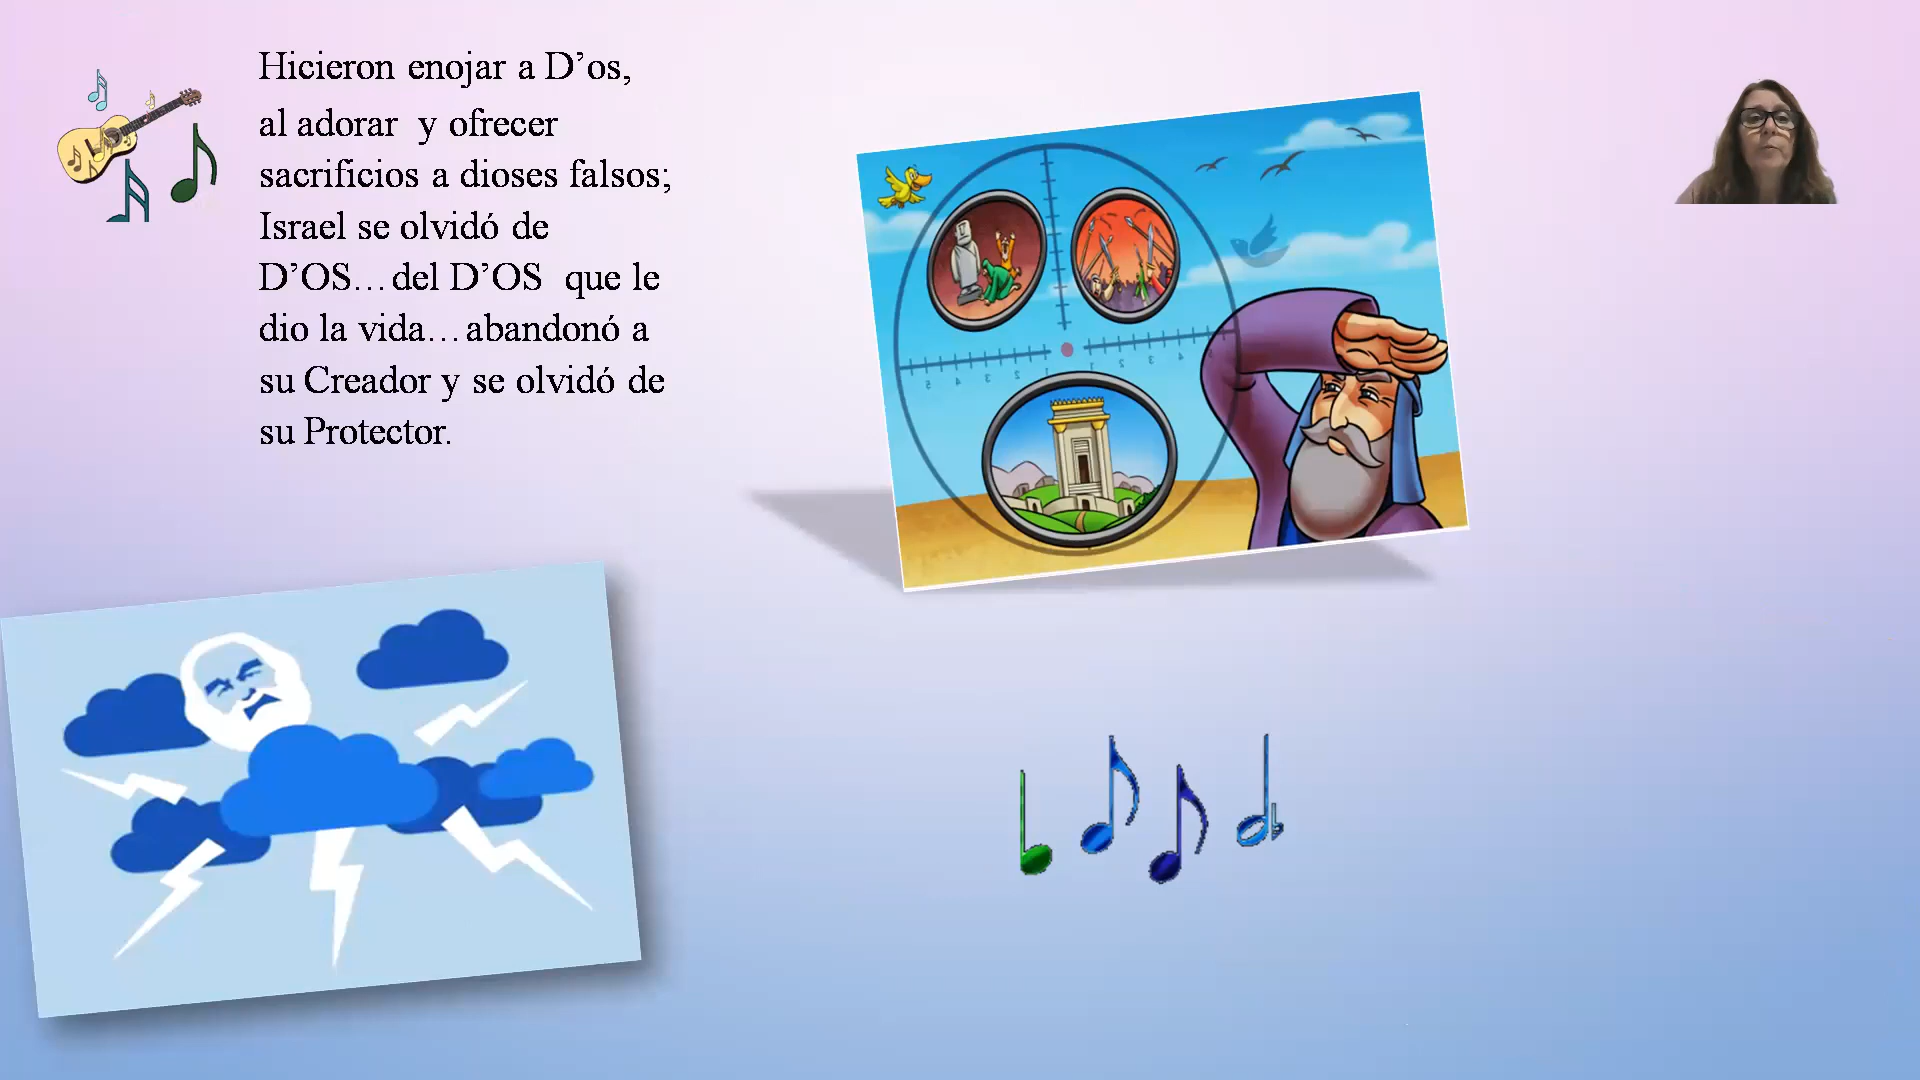 Hicieron enojar a D’os,
al adorar y ofrecer
sacrificios a dioses falsos;
Israel se olvidó de
D’OS…del D’OS que le
dio la vida…abandonó a
su Creador y se olvidó de
su Protector.